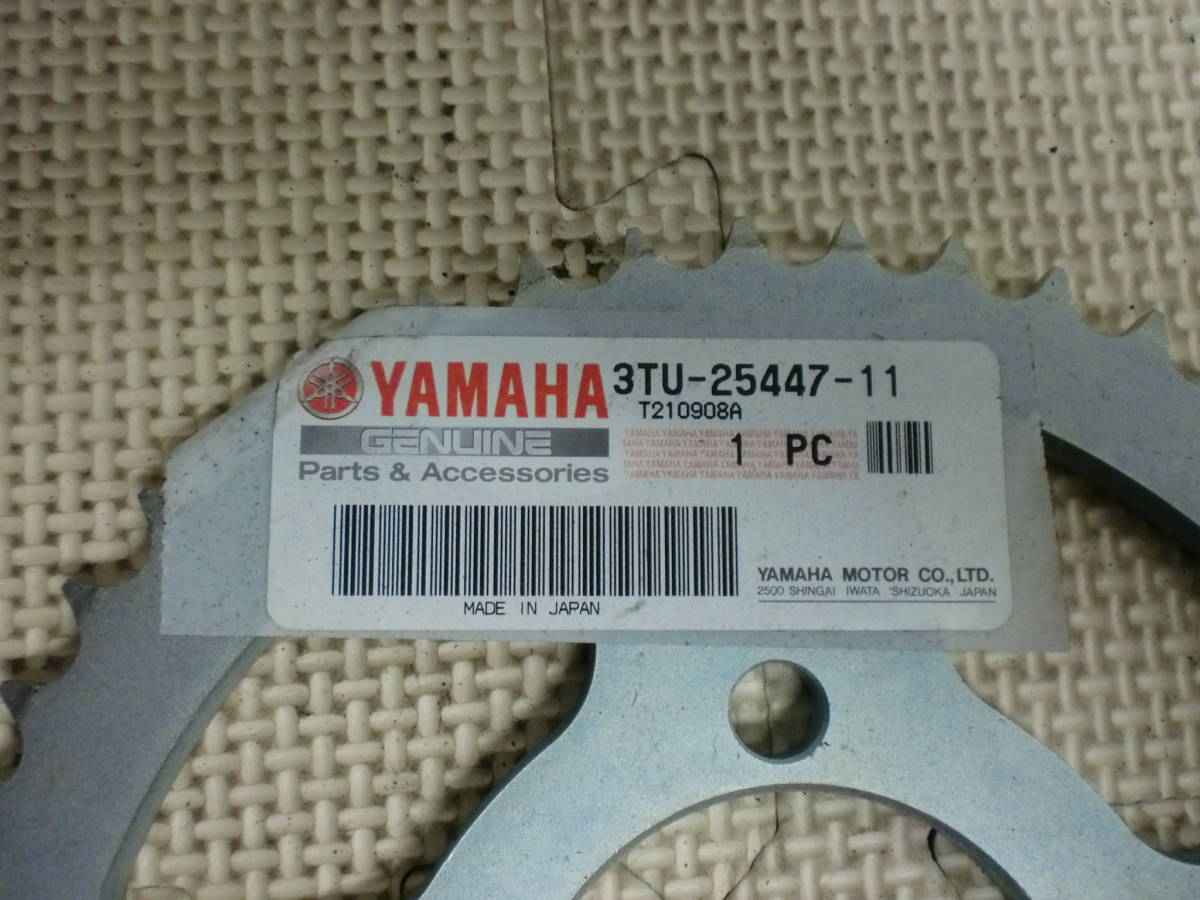 YAMAHA 3TU-25447-11
T210908A
GENUINE
1 PC
Parts & Accessories
YAMAHA MOTOR CO.,LTD.
2500 SHINGAI IWATA SHIZUOKA JAPAN
MADE IN JAPAN